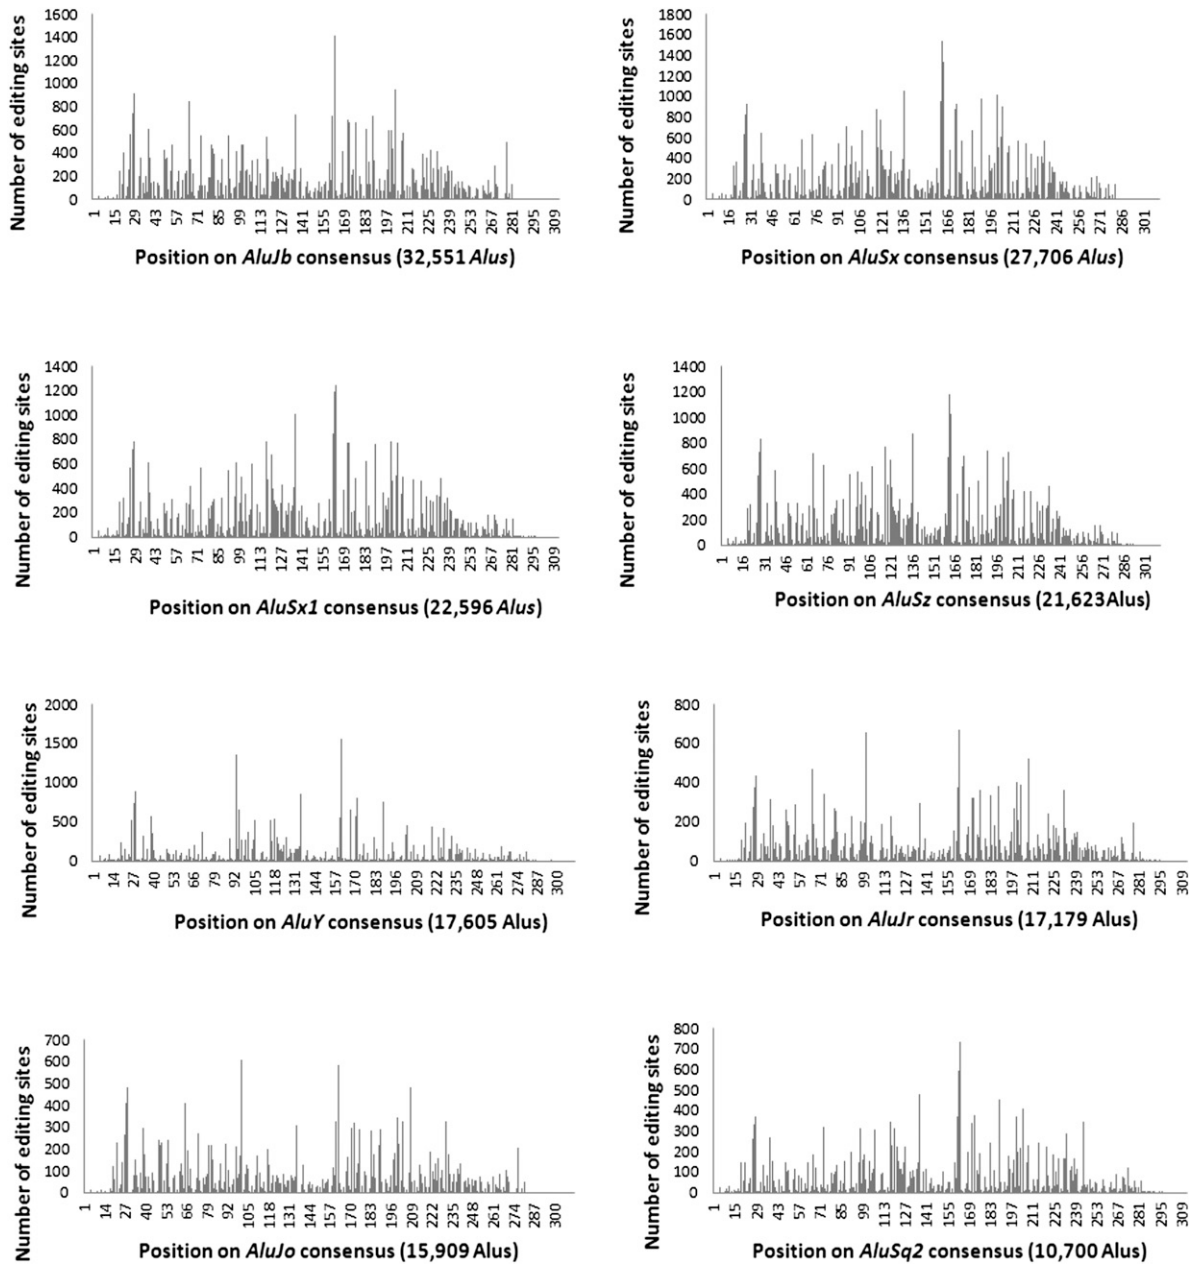 Number of editing sites
1600
1400
1200
1000
800
600
400
200
0
1 15 29 43 57 71 85 99 113 127 141 155 169 183 197 211 225 239 253 267 281 295 309
Position on AluJb consensus (32,551 Alus)
Number of editing sites
1800
1600
1400
1200
1000
800
600
400
200
0
1 16 31 46 61 76 91 106 121 136 151 166 181 196 211 226 241 256 271 286 301
Position on AluSx consensus (27,706 Alus)
Number of editing sites
1400
1200
1000
800
600
400
200
0
1 15 29 43 57 71 85 99 113 127 141 155 169 183 197 211 225 239 253 267 281 295 309
Position on AluSx1 consensus (22,596 Alus)
Number of editing sites
1400
1200
1000
800
600
400
200
0
1 16 31 46 61 76 91 106 121 136 151 166 181 196 211 226 241 256 271 286 301
Position on AluSz consensus (21,623Alus)
Number of editing sites
2000
1500
1000
500
0
1 14 27 40 53 66 79 92 105 118 131 144 157 170 183 196 209 222 235 248 261 274 287 300
Position on AluY consensus (17,605 Alus)
Number of editing sites
800
600
400
200
0
1 15 29 43 57 71 85 99 113 127 141 155 169 183 197 211 225 239 253 267 281 295 309
Position on AluJr consensus (17,179 Alus)
Number of editing sites
700
600
500
400
300
200
100
0
1 14 27 40 53 66 79 92 105 118 131 144 157 170 183 196 209 222 235 248 261 274 287 300
Position on AluJo consensus (15,909 Alus)
Number of editing sites
800
700
600
500
400
300
200
100
0
1 15 29 43 57 71 85 99 113 127 141 155 169 183 197 211 225 239 253 267 281 295 309
Position on AluSq2 consensus (10,700 Alus)